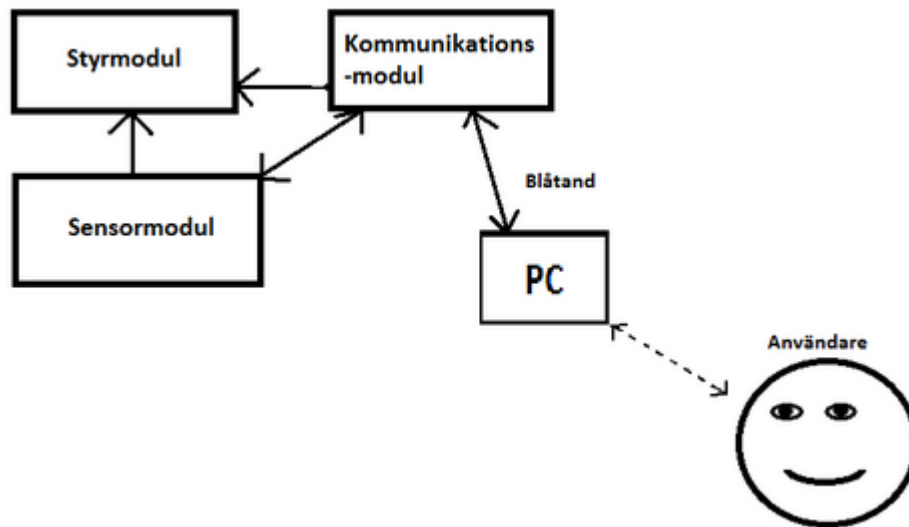 Styrmodul
Kommunikations
-modul
Sensormodul
Blåtand
PC
Användare